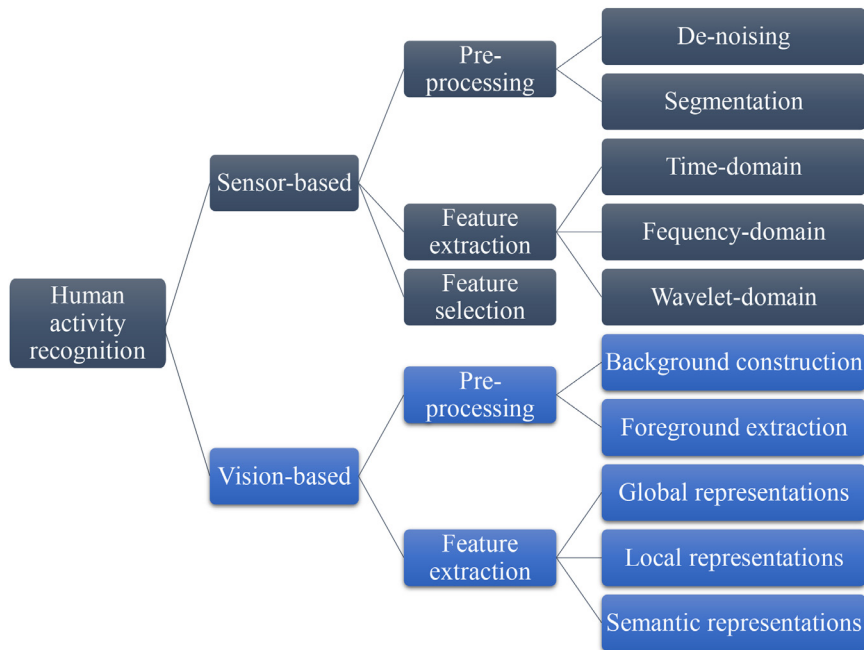 De-noising
Pre-
processing
Segmentation
Time-domain
Sensor-based
Feature
extraction
Fequency-domain
Feature
selection
Wavelet-domain
Human
activity
recognition
Background construction
Pre-
processing
Foreground extraction
Vision-based
Global representations
Feature
extraction
Local representations
Semantic representations